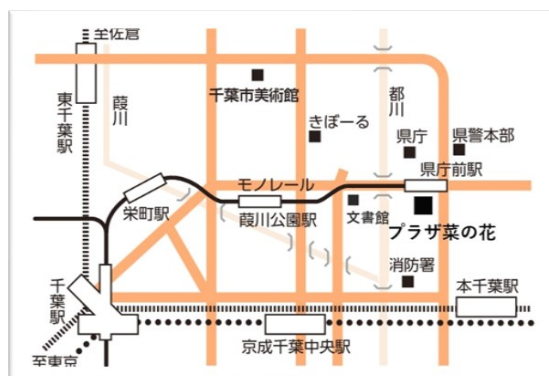 至佐倉
東千葉駅
葭川
千葉市美術館
きぼーる
都川
県庁
県警本部
県庁前駅
モノレール
栄町駅
葭川公園駅
文書館
プラザ菜の花
消防署
千葉駅
本千葉駅
京成千葉中央駅
至東京